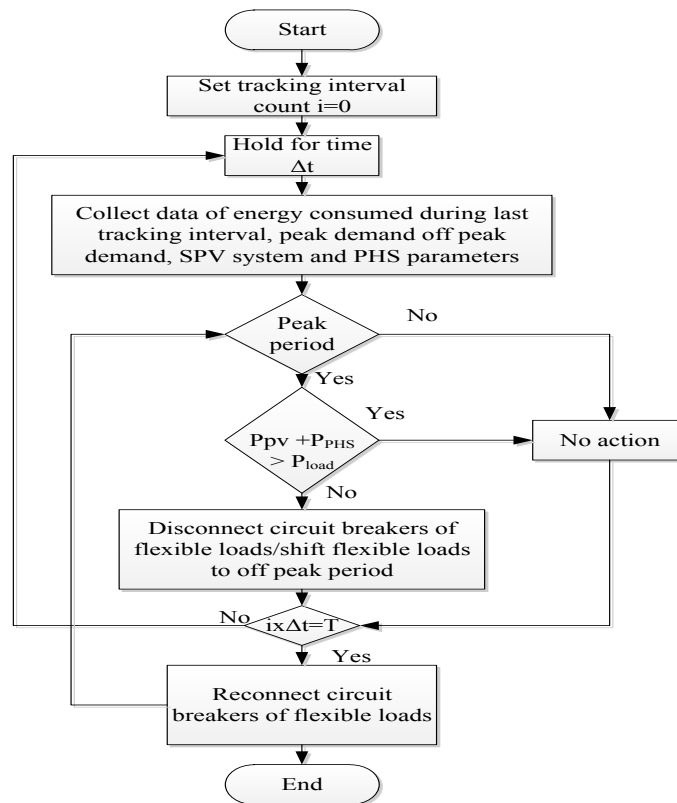 Start
Set tracking interval
count i=0
Hold for time
Δt
Collect data of energy consumed during last
tracking interval, peak demand off peak
demand, SPV system and PHS parameters
Peak
period
No
Yes
Yes
Ppv +PPHS
> Pload
No action
No
Disconnect circuit breakers of
flexible loads/shift flexible loads
to off peak period
No
ixΔt=T
Yes
Reconnect circuit
breakers of flexible loads
End